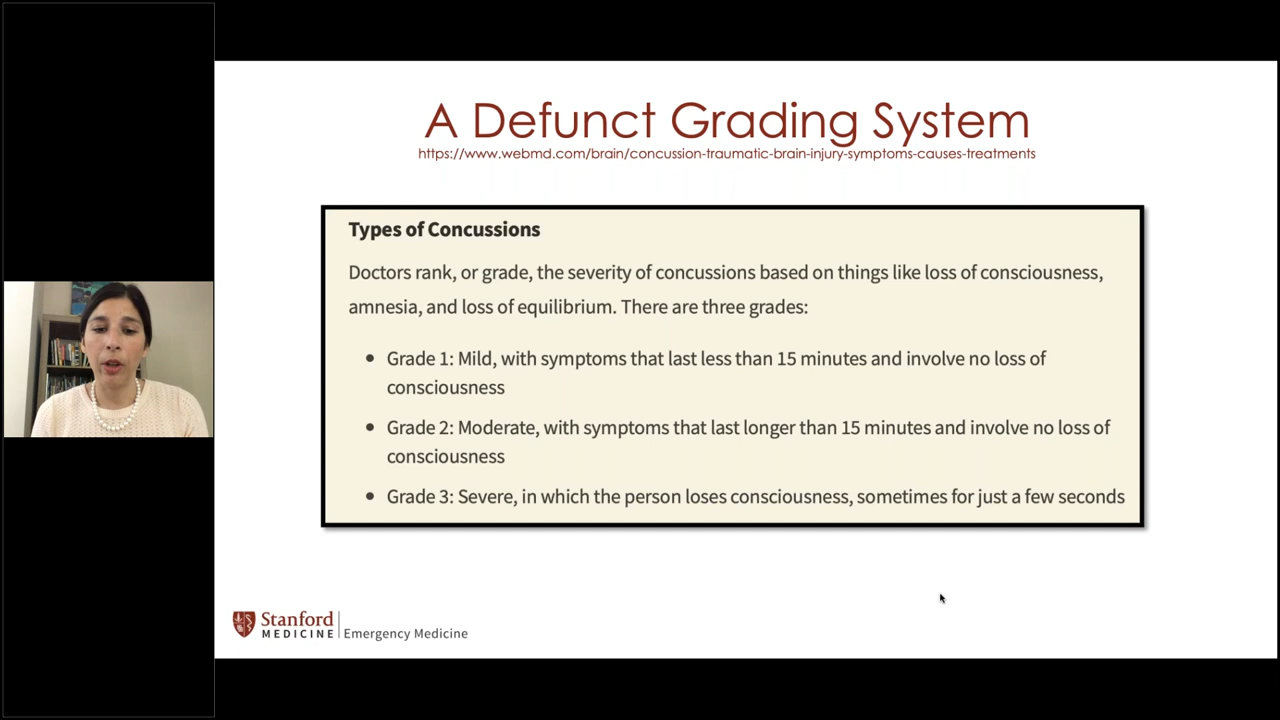 A Defunct Grading System
https://www.webmd.com/brain/concussion-traumatic-brain-injury-symptoms-causes-treatments
Types of Concussions
Doctors rank, or grade, the severity of concussions based on things like loss of consciousness,
amnesia, and loss of equilibrium. There are three grades:
• Grade 1: Mild, with symptoms that last less than 15 minutes and involve no loss of
consciousness
• Grade 2: Moderate, with symptoms that last longer than 15 minutes and involve no loss of
consciousness
• Grade 3: Severe, in which the person loses consciousness, sometimes for just a few seconds
Stanford
MEDICINE
Emergency Medicine